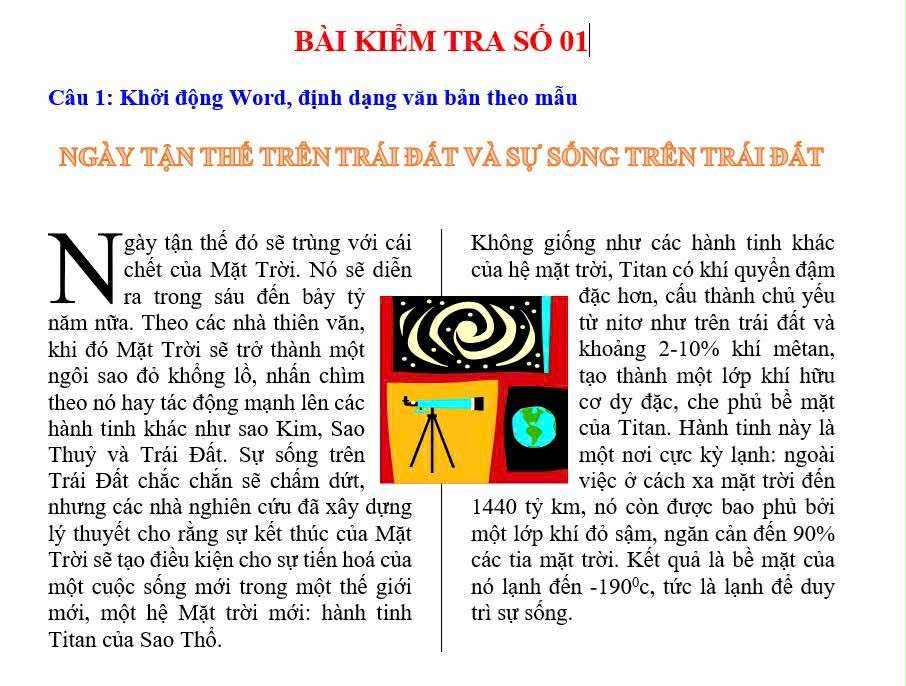 BÀI KIỂM TRA SỐ 01
Câu 1: Khởi động Word, định dạng văn bản theo mẫu
NGÀY TẬN THẾ TRÊN TRÁI ĐẤT VÀ SỰ SỐNG TRÊN TRÁI ĐẤT
Ngày tận thế đó sẽ trùng với cái
chết của Mặt Trời. Nó sẽ diễn
ra trong sáu đến bảy tỷ
năm nữa. Theo các nhà thiên văn,
khi đó Mặt Trời sẽ trở thành một
ngôi sao đỏ khổng lồ, nhấn chìm
theo nó hay tác động mạnh lên các
hành tinh khác như sao Kim, Sao
Thuỷ và Trái Đất. Sự sống trên
Trái Đất chắc chắn sẽ chấm dứt,
nhưng các nhà nghiên cứu đã xây dựng
lý thuyết cho rằng sự kết thúc của Mặt
Trời sẽ tạo điều kiện cho sự tiến hoá của
một cuộc sống mới trong một thế giới
mới, một hệ Mặt trời mới: hành tinh
Titan của Sao Thổ.
Không giống như các hành tinh khác
của hệ mặt trời, Titan có khí quyển đậm
đặc hơn, cấu thành chủ yếu
từ nitơ như trên trái đất và
khoảng 2-10% khí mêtan,
tạo thành một lớp khí hữu
cơ dy đặc, che phủ bề mặt
của Titan. Hành tinh này là
một nơi cực kỳ lạnh: ngoài
việc ở cách xa mặt trời đến
1440 tỷ km, nó còn được bao phủ bởi
một lớp khí đỏ sậm, ngăn cản đến 90%
các tia mặt trời. Kết quả là bề mặt của
nó lạnh đến -190⁰c, tức là lạnh để duy
trì sự sống.